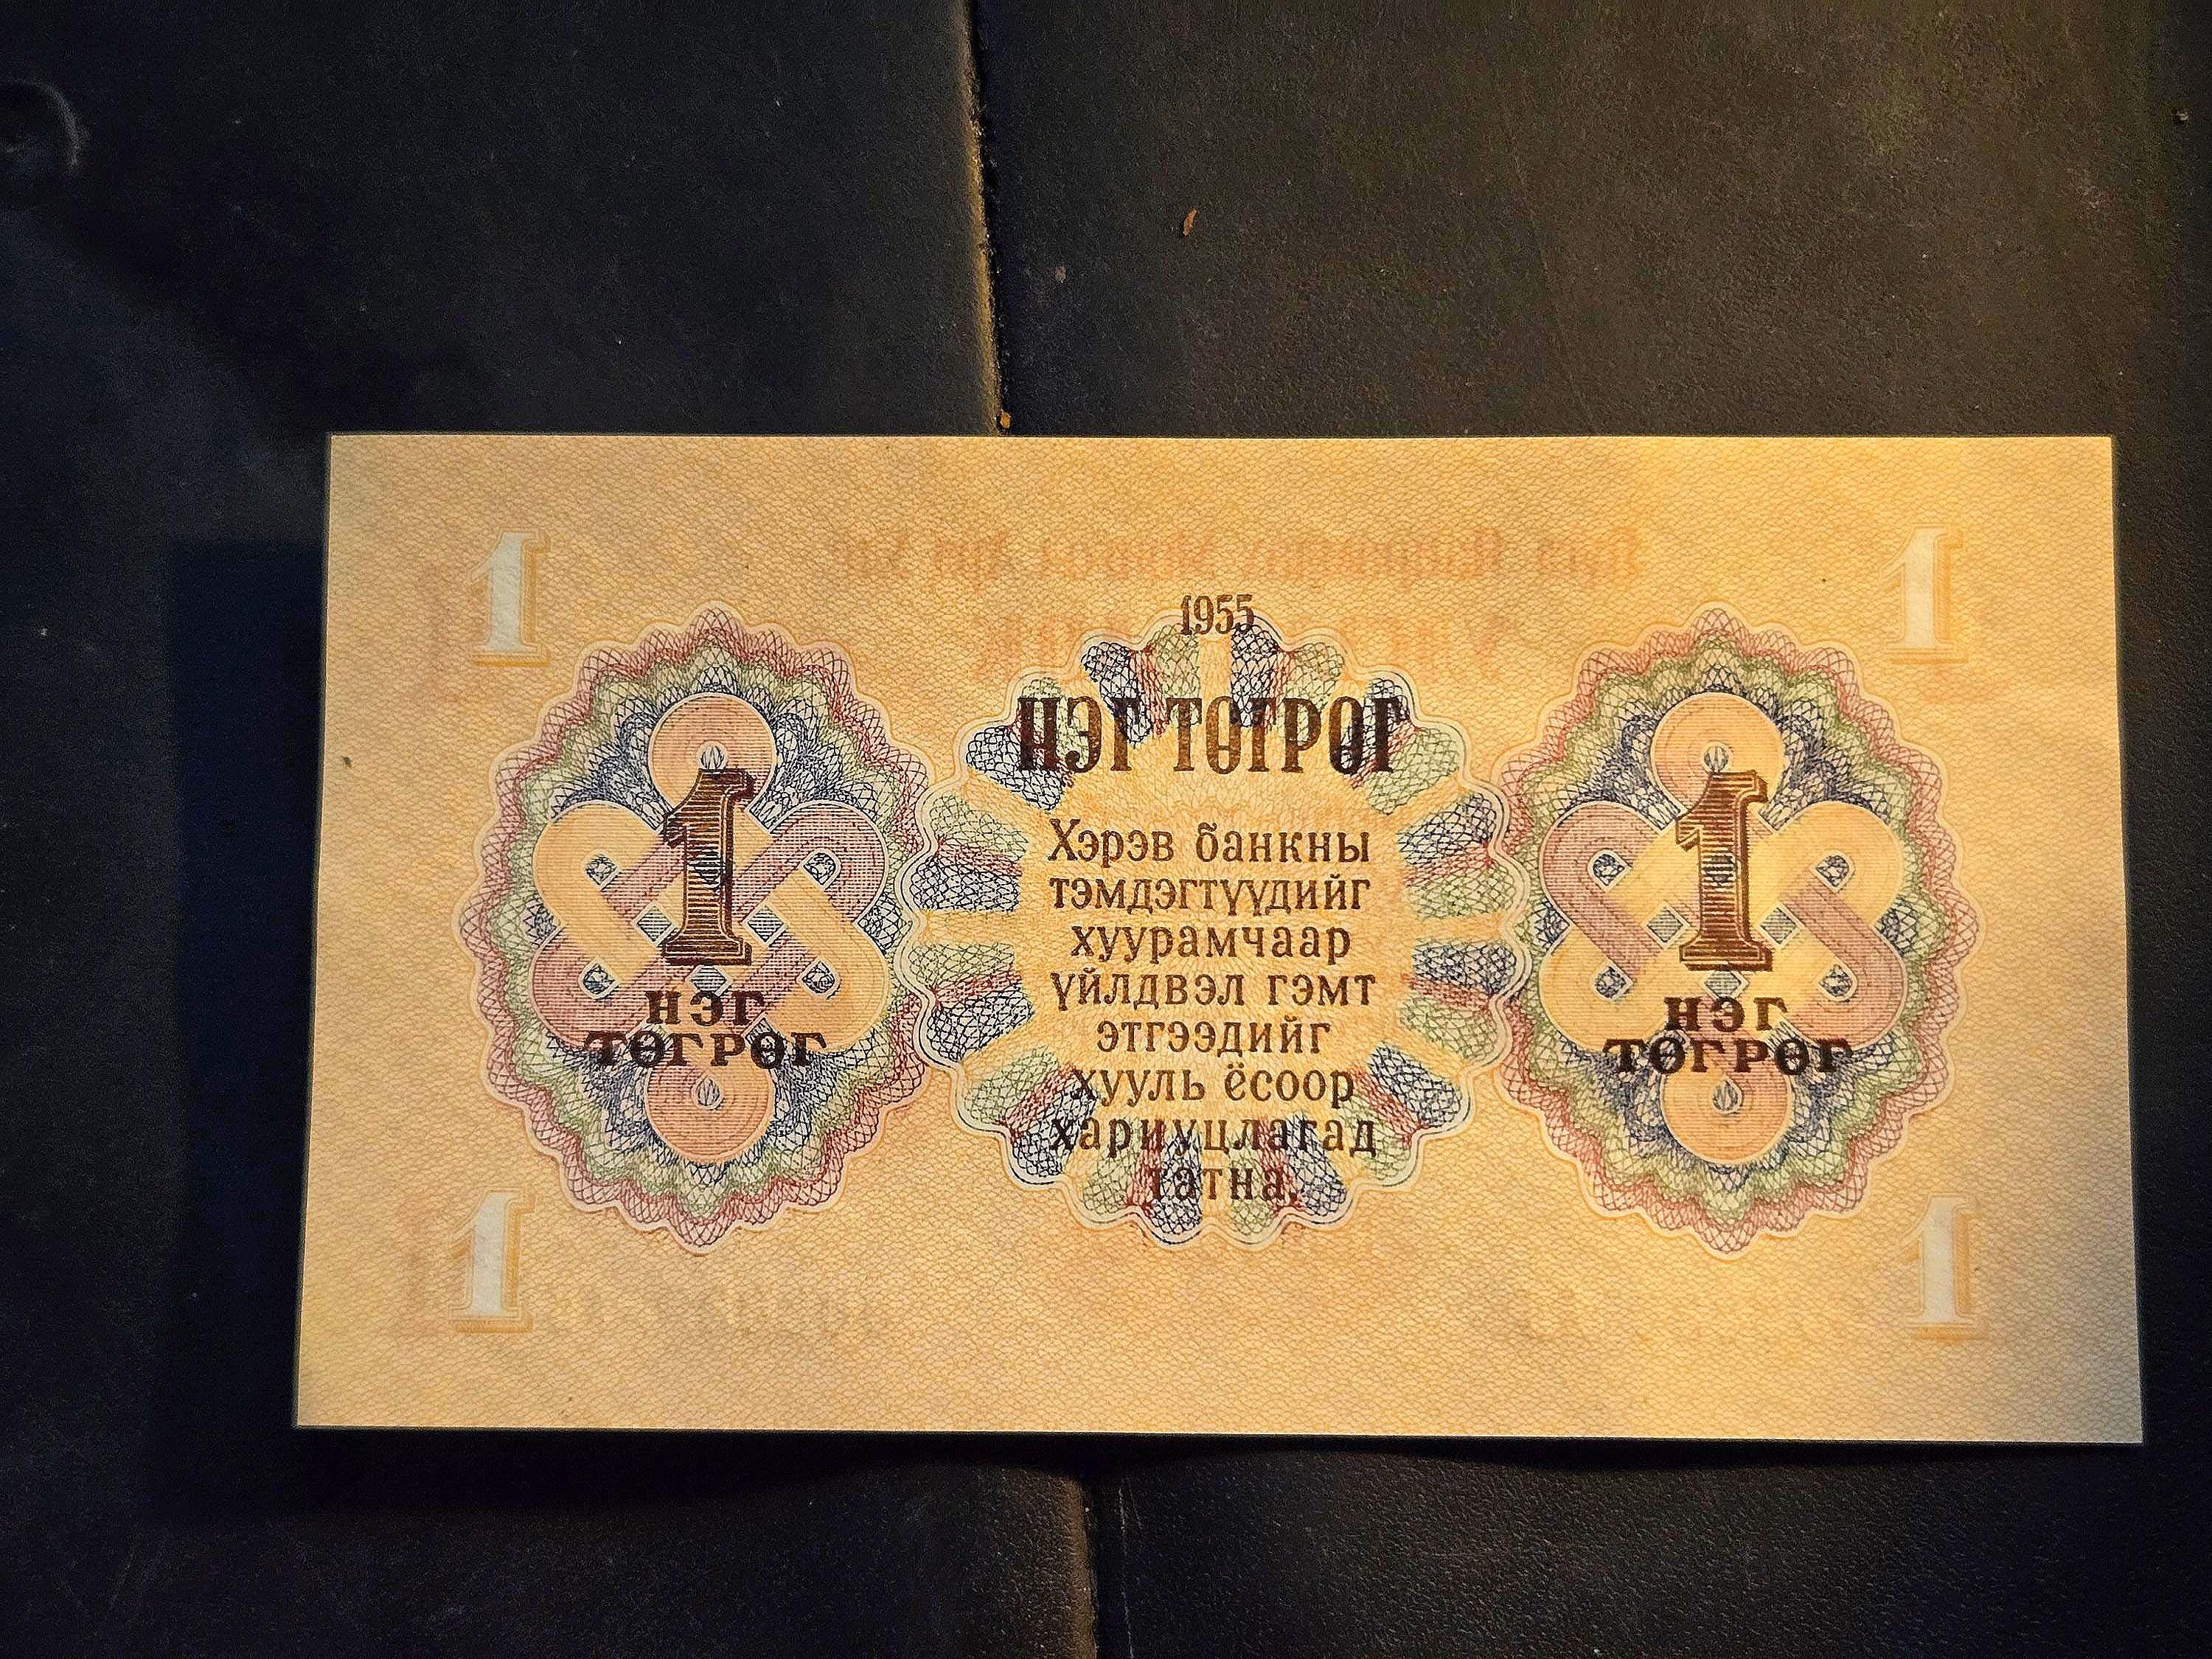 1
1
1955
НЭГ ТӨГРӨГ
1
НЭГ
ТӨГРӨГ
Хэрэв банкны
тэмдэгтүүдийг
хуурамчаар
үйлдвэл гэмт
этгээдийг
хууль ёсоор
хариуцлагад
татна.
1
НЭГ
ТӨГРӨГ
1
1